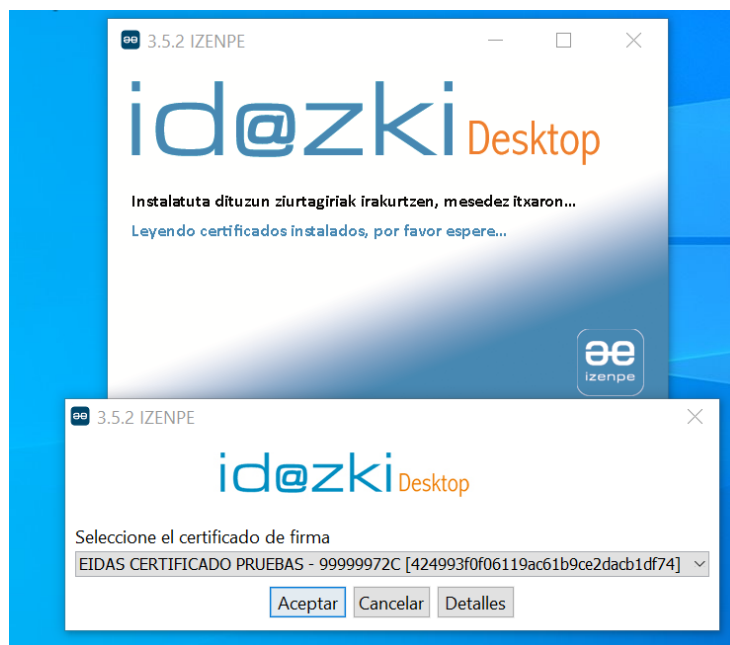 3.5.2 IZENPE
id@zki Desktop
Instalatuta dituzun ziurtagiriak irakurtzen, mesedez itxaron...
Leyendo certificados instalados, por favor espere...
izenpe
3.5.2 IZENPE
id@zki Desktop
Seleccione el certificado de firma
EIDAS CERTIFICADO PRUEBAS - 99999972C [424993f0f06119ac61b9ce2dacb1df74]
Aceptar Cancelar Detalles